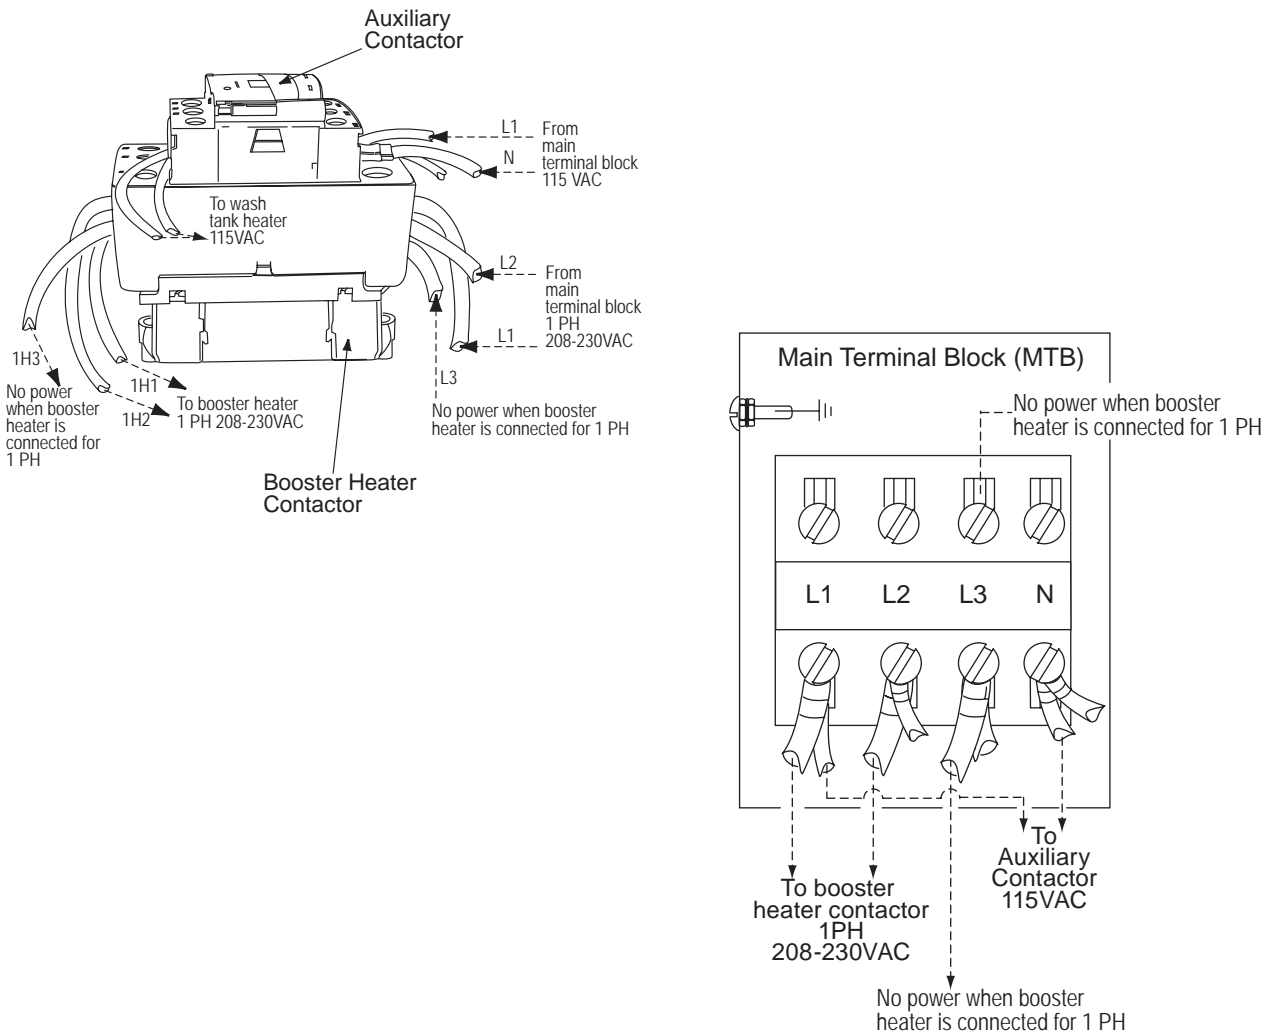 Auxiliary
Contactor
L1
N
From
main
terminal block
115 VAC
To wash
tank heater
115VAC
L2
L1
From
main
terminal block
1 PH
208-230VAC
L3
No power when booster
heater is connected for 1 PH
1H3
No power
when booster
heater is
connected for
1 PH
1H1
1H2
To booster heater
1 PH 208-230VAC
Booster Heater
Contactor
Main Terminal Block (MTB)
No power when booster
heater is connected for 1 PH
L1 L2 L3 N
To
Auxiliary
Contactor
115VAC
To booster
heater contactor
1PH
208-230VAC
No power when booster
heater is connected for 1 PH